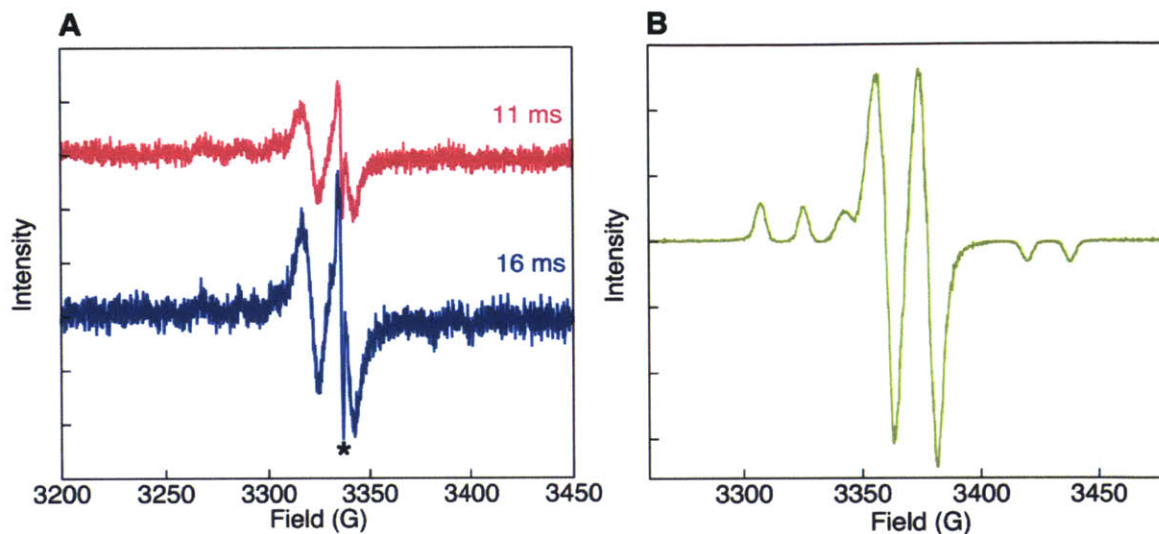 A
11 ms
16 ms
*
Intensity
3200 3250 3300 3350 3400 3450
Field (G)
B
Intensity
3300 3350 3400 3450
Field (G)